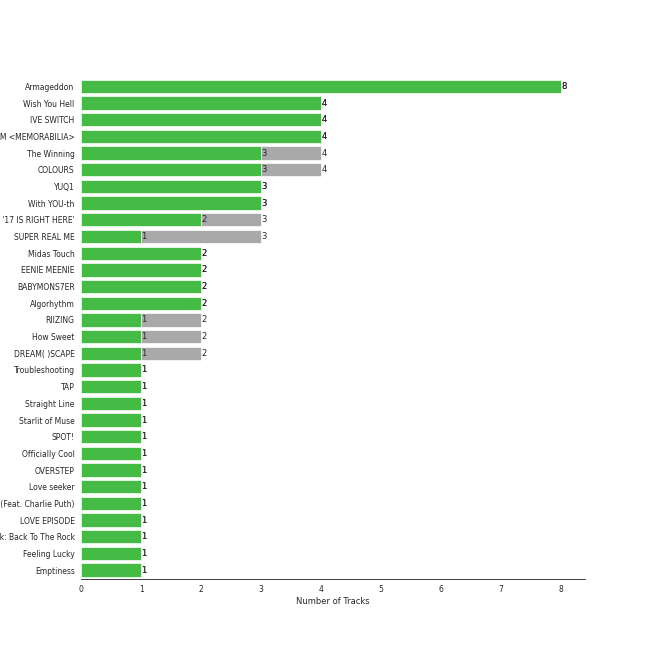 Armageddon 8
Wish You Hell 4
IVE SWITCH 4
M <MEMORABILIA> 4
The Winning 3 4
COLOURS 3 4
YUQ1 3
With YOU-th 3
'17 IS RIGHT HERE' 2 3
SUPER REAL ME 1 3
Midas Touch 2
EENIE MEENIE 2
BABYMONS7ER 2
Algorhythm 2
RIIZING 1 2
How Sweet 1 2
DREAM( )SCAPE 1 2
Troubleshooting 1
TAP 1
Straight Line 1
Starlit of Muse 1
SPOT! 1
Officially Cool 1
OVERSTEP 1
Love seeker 1
(Feat. Charlie Puth) 1
LOVE EPISODE 1
k: Back To The Rock 1
Feeling Lucky 1
Emptiness 1
0 1 2 3 4 5 6 7 8
Number of Tracks